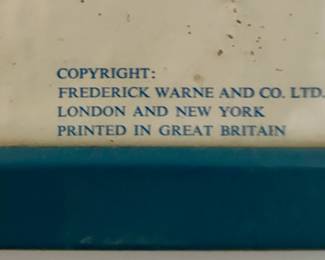 COPYRIGHT:
FREDERICK WARNE AND CO. LTD.
LONDON AND NEW YORK
PRINTED IN GREAT BRITAIN